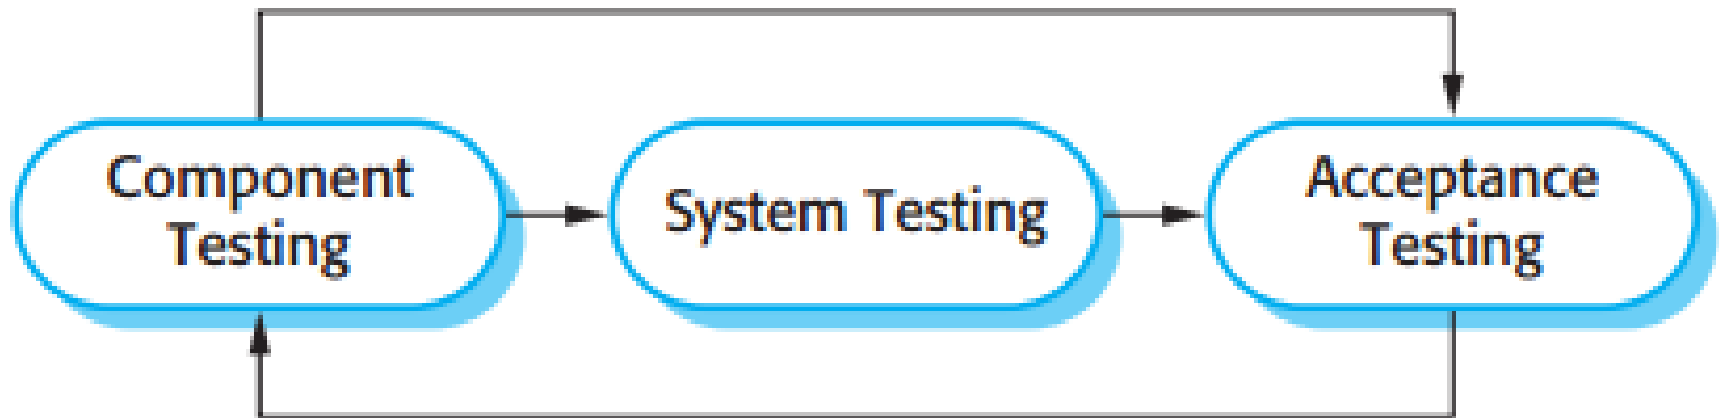 Component
Testing
System Testing
Acceptance
Testing